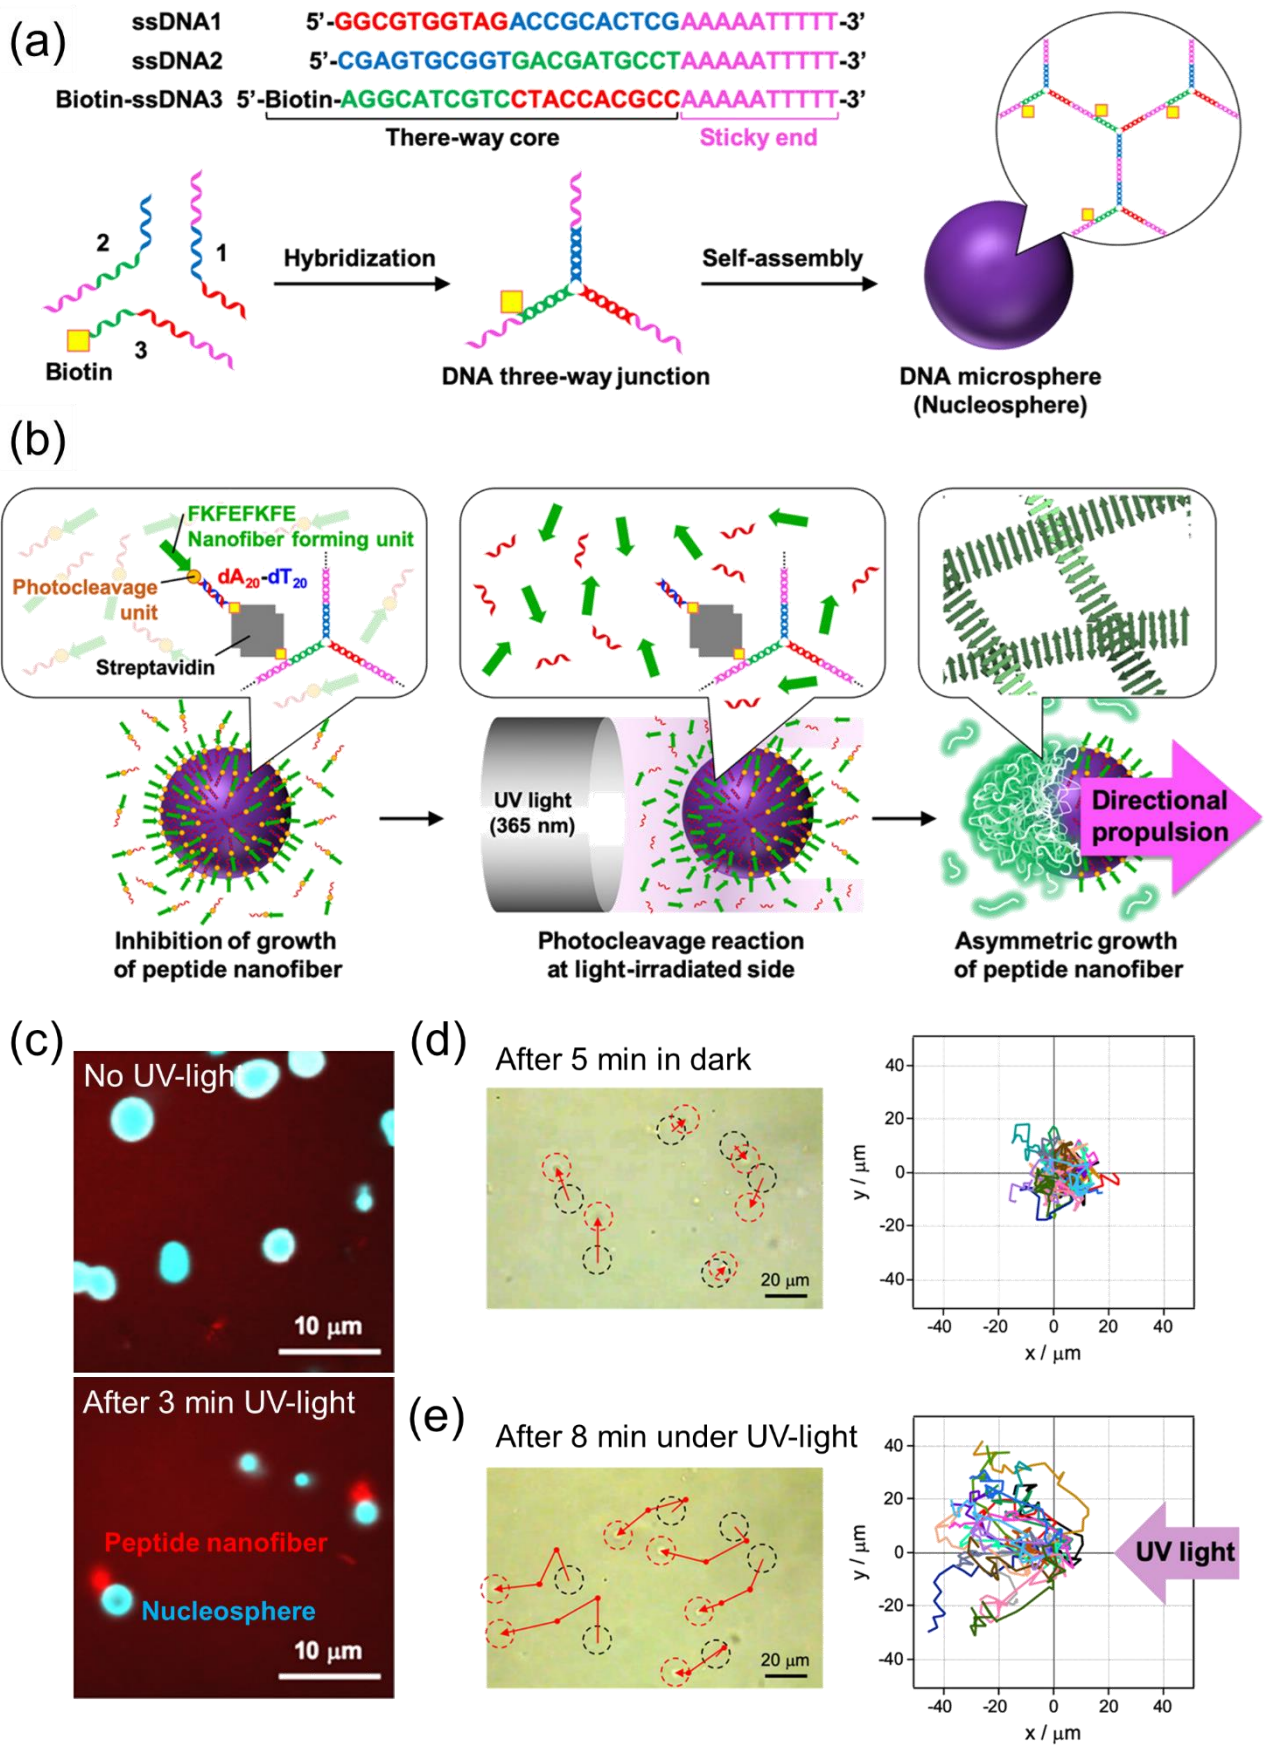 (a)
ssDNA1 5’-GGCGTGGTAGACCGCACTCGAAAAATTTTT-3’
ssDNA2 5’-CGAGTGCGGTGACGATGCCTAAAAATTTTT-3’
Biotin-ssDNA3 5’-Biotin-AGGCATCGTCCTACCACGCCAAAAATTTTT-3’
There-way core Sticky end
2
1
3
Biotin
Hybridization
DNA three-way junction
Self-assembly
DNA microsphere
(Nucleosphere)
(b)
FKFEFKFE
Nanofiber forming unit
Photocleavage
unit
dA20-dT20
Streptavidin
UV light
(365 nm)
Directional
propulsion
Inhibition of growth
of peptide nanofiber
Photocleavage reaction
at light-irradiated side
Asymmetric growth
of peptide nanofiber
(c)
No UV-light
10 μm
After 3 min UV-light
Peptide nanofiber
Nucleosphere
10 μm
(d)
After 5 min in dark
20 μm
y / μm
40
20
0
-20
-40
-40 -20 0 20 40
x / μm
(e)
After 8 min under UV-light
20 μm
y / μm
40
20
0
-20
-40
UV light
-40 -20 0 20 40
x / μm